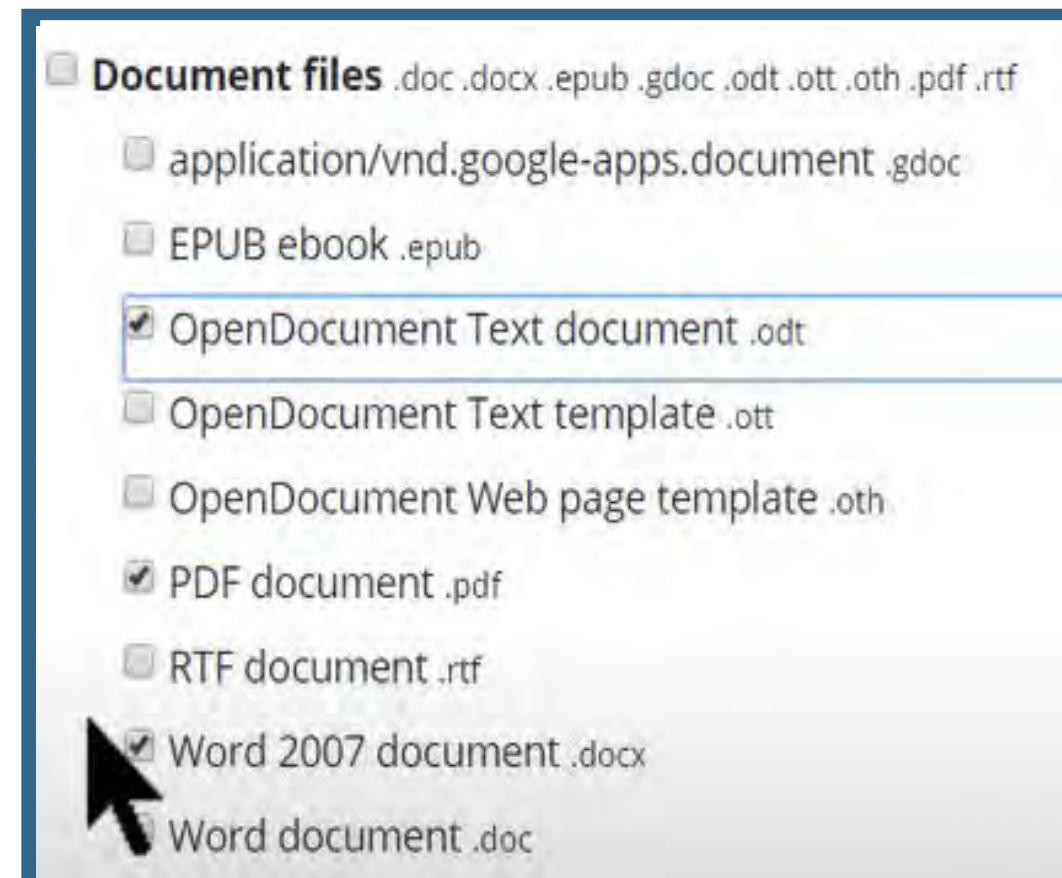 Document files .doc .docx .epub .gdoc .odt .ott .oth .pdf .rtf
application/vnd.google-apps.document .gdoc
EPUB ebook .epub
OpenDocument Text document .odt
OpenDocument Text template .ott
OpenDocument Web page template .oth
PDF document .pdf
RTF document .rtf
Word 2007 document .docx
Word document .doc